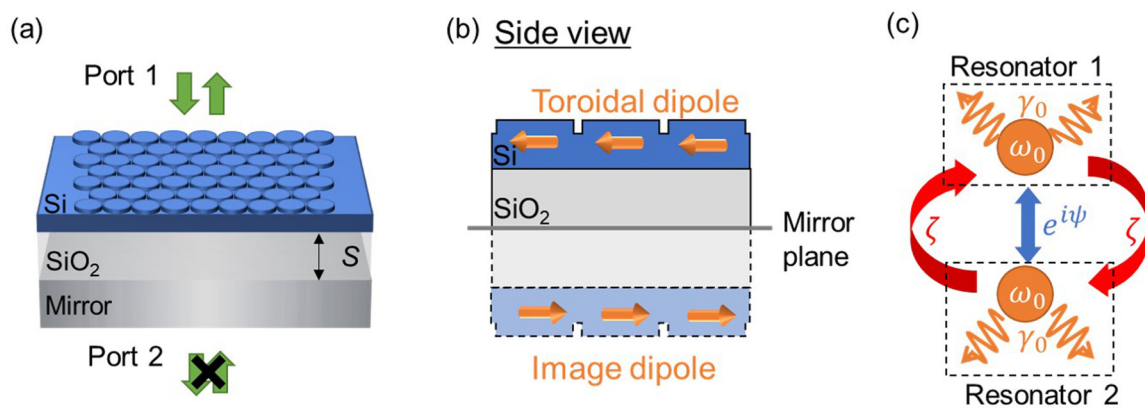 (a)
Port 1
Si
SiO₂
S
Mirror
Port 2
(b) Side view
Toroidal dipole
Si
SiO₂
Mirror
plane
Image dipole
(c)
Resonator 1
γ₀
ω₀
ζ
e^{iψ}
ζ
ω₀
γ₀
Resonator 2